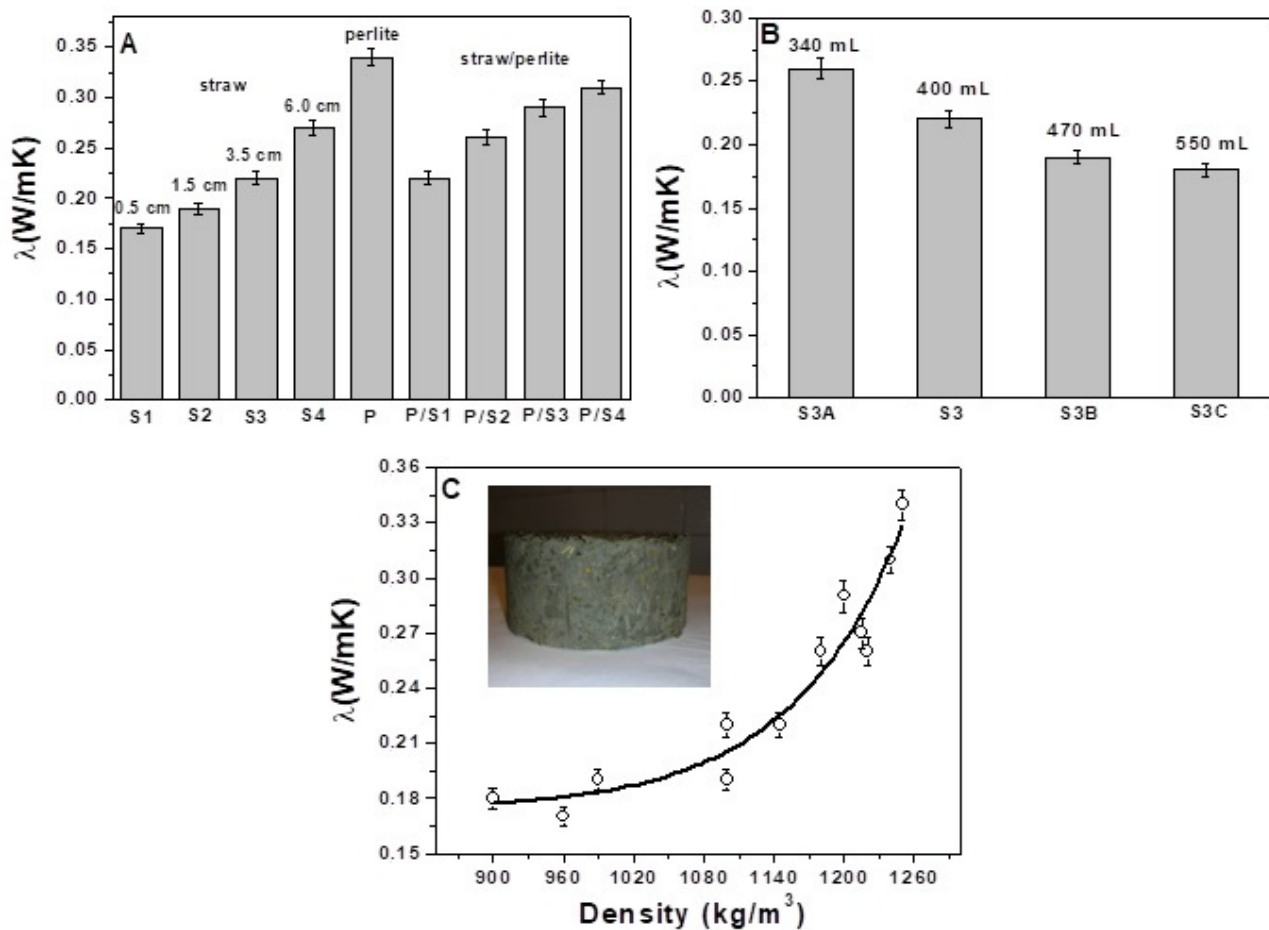 A
perlite
straw/perlite
straw
6.0 cm
3.5 cm
1.5 cm
0.5 cm
λ(W/mK)
0.35
0.30
0.25
0.20
0.15
0.10
0.05
0.00
S1 S2 S3 S4 P P/S1 P/S2 P/S3 P/S4
B
340 mL
400 mL
470 mL
550 mL
λ(W/mK)
0.30
0.25
0.20
0.15
0.10
0.05
0.00
S3A S3 S3B S3C
C
λ(W/mK)
0.36
0.33
0.30
0.27
0.24
0.21
0.18
0.15
900 960 1020 1080 1140 1200 1260
Density (kg/m³)